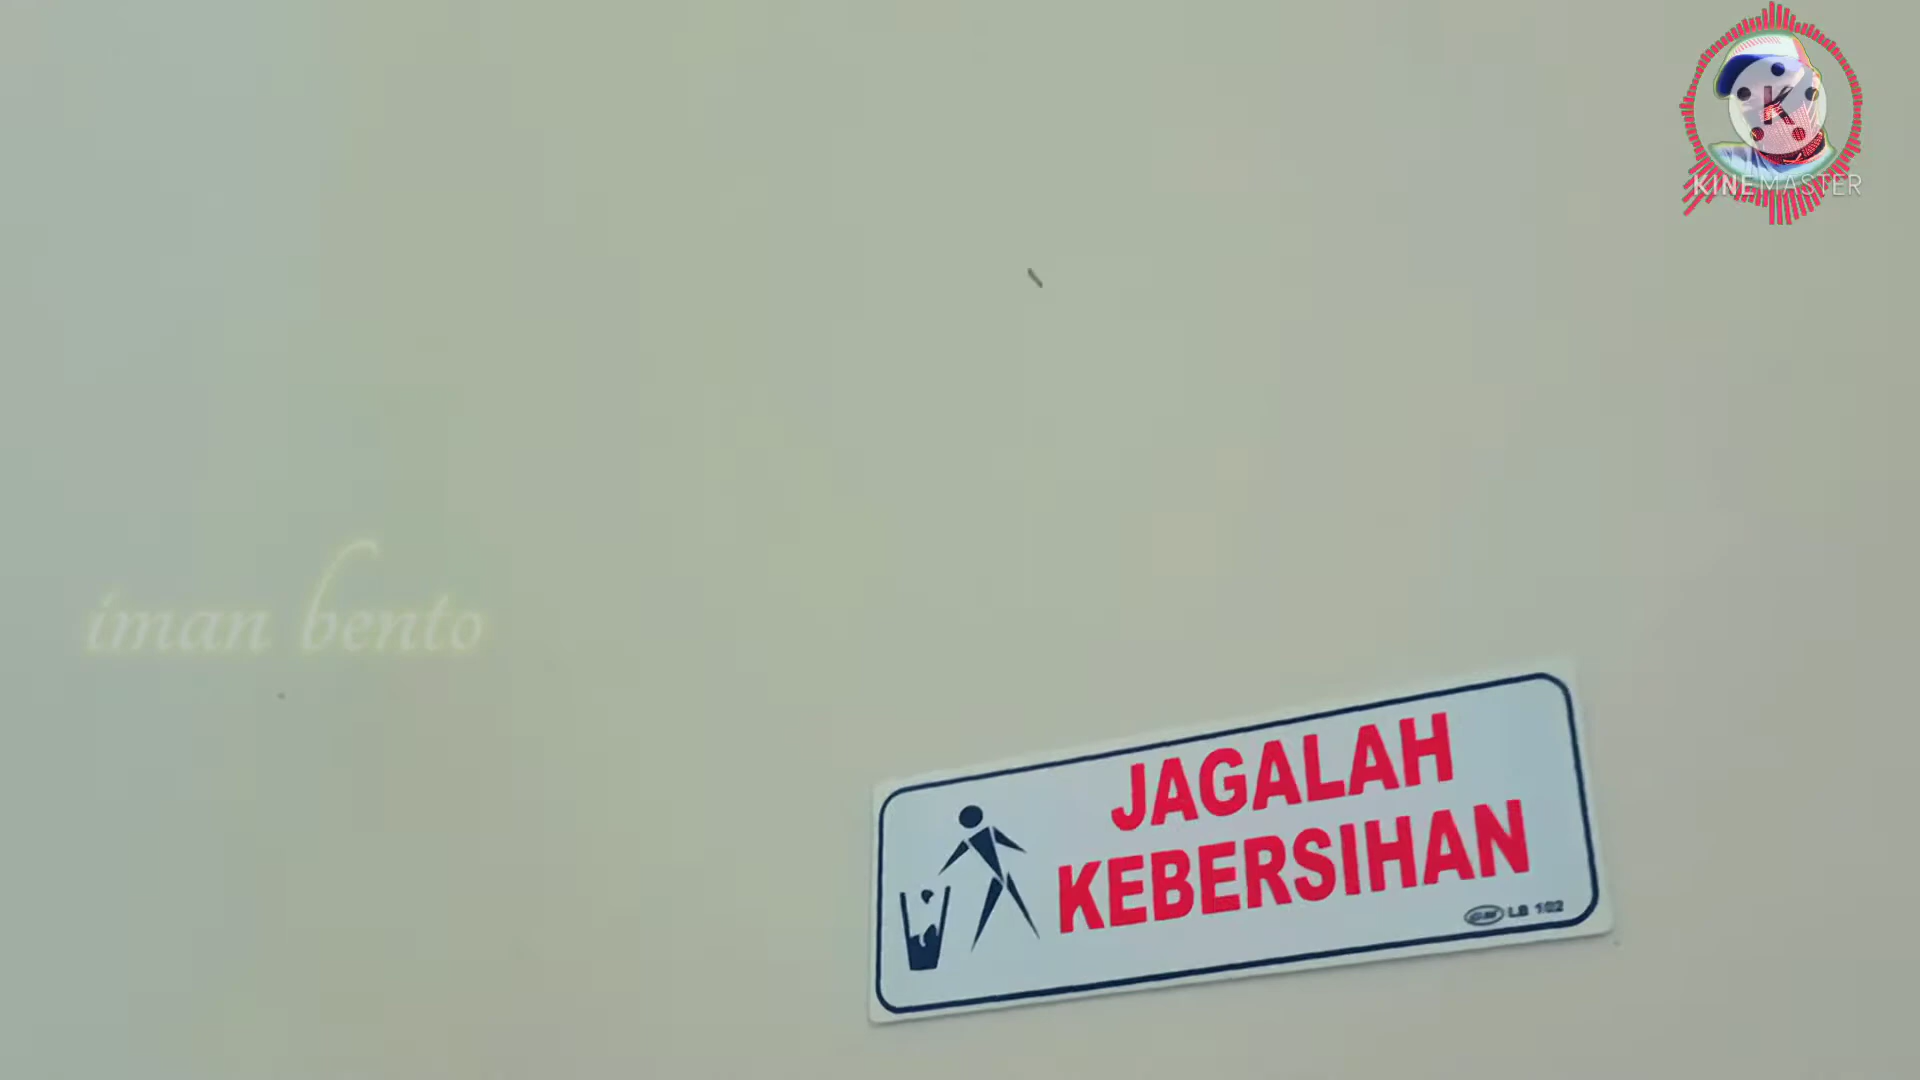 KINEMASTER
iman bento
JAGALAH
KEBERSIHAN
LB 102